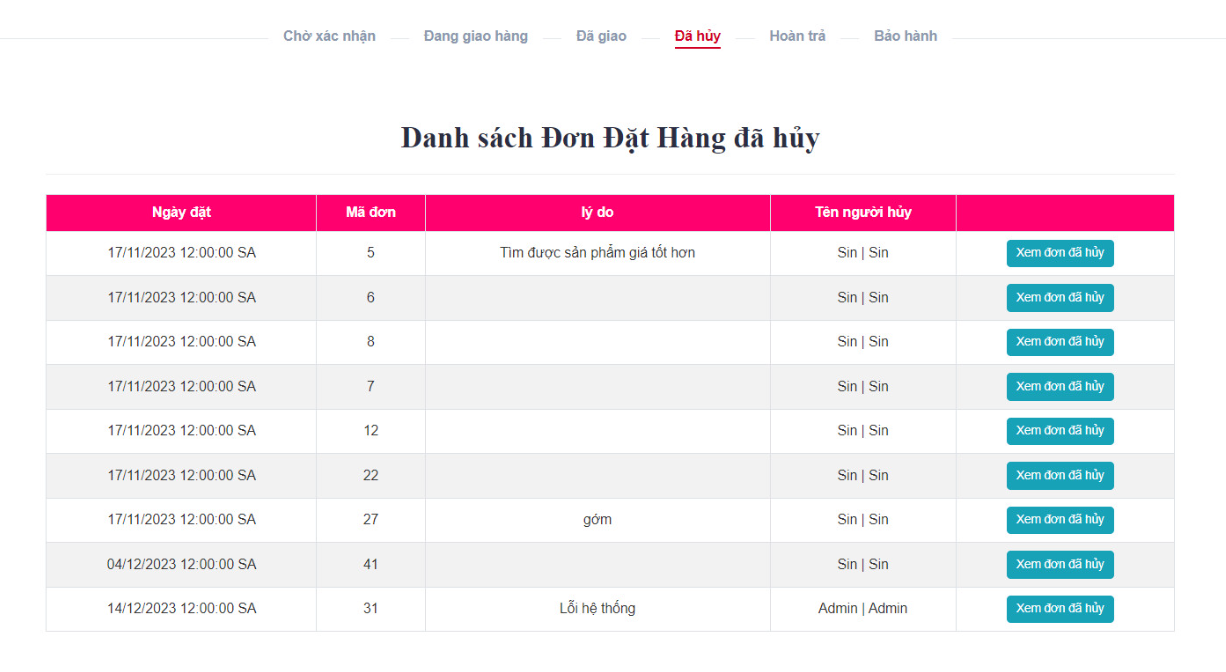 Chờ xác nhận Đang giao hàng Đã giao Đã hủy Hoàn trả Bảo hành
Danh sách Đơn Đặt Hàng đã hủy
Ngày đặt Mã đơn lý do Tên người hủy
17/11/2023 12:00:00 SA 5 Tìm được sản phẩm giá tốt hơn Sin | Sin Xem đơn đã hủy
17/11/2023 12:00:00 SA 6 Sin | Sin Xem đơn đã hủy
17/11/2023 12:00:00 SA 8 Sin | Sin Xem đơn đã hủy
17/11/2023 12:00:00 SA 7 Sin | Sin Xem đơn đã hủy
17/11/2023 12:00:00 SA 12 Sin | Sin Xem đơn đã hủy
17/11/2023 12:00:00 SA 22 Sin | Sin Xem đơn đã hủy
17/11/2023 12:00:00 SA 27 gớm Sin | Sin Xem đơn đã hủy
04/12/2023 12:00:00 SA 41 Sin | Sin Xem đơn đã hủy
14/12/2023 12:00:00 SA 31 Lỗi hệ thống Admin | Admin Xem đơn đã hủy